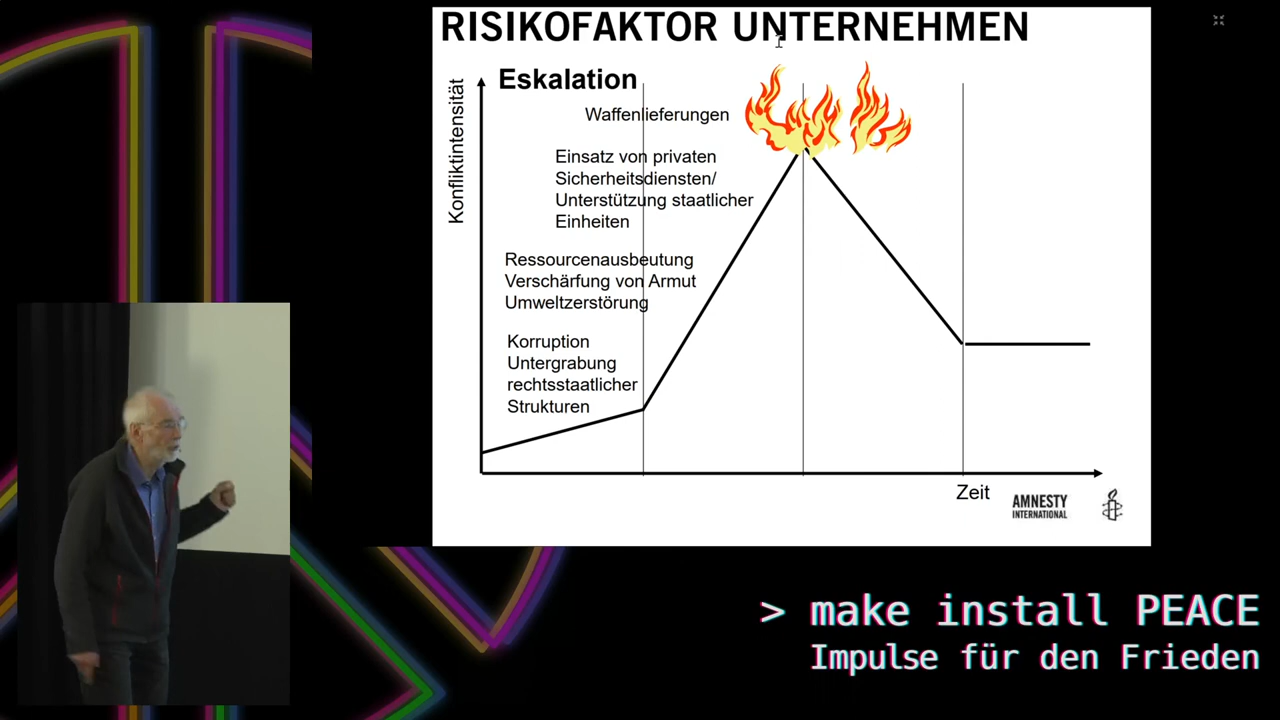 RISIKOFAKTOR UNTERNEHMEN
Eskalation
Konfliktintensität
Waffenlieferungen
Einsatz von privaten
Sicherheitsdiensten/
Unterstützung staatlicher
Einheiten
Ressourcenausbeutung
Verschärfung von Armut
Umweltzerstörung
Korruption
Untergrabung
rechtsstaatlicher
Strukturen
Zeit
AMNESTY
INTERNATIONAL
> make install PEACE
Impulse für den Frieden